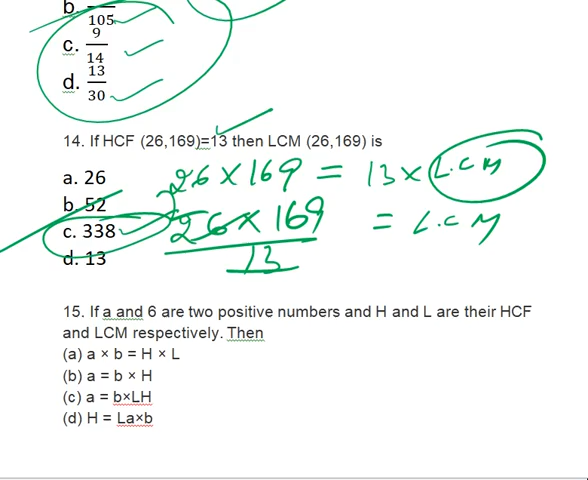 b.
105
c. 9
14
d. 13
30
14. If HCF (26,169)=13 then LCM (26,169) is
a. 26
26 × 169 = 13 × L.C.M
b. 52
2
c. 338
26 × 169 = L.C.M
13
d. 13
15. If a and 6 are two positive numbers and H and L are their HCF
and LCM respectively. Then
(a) a × b = H × L
(b) a = b × H
(c) a = b×LH
(d) H = La×b